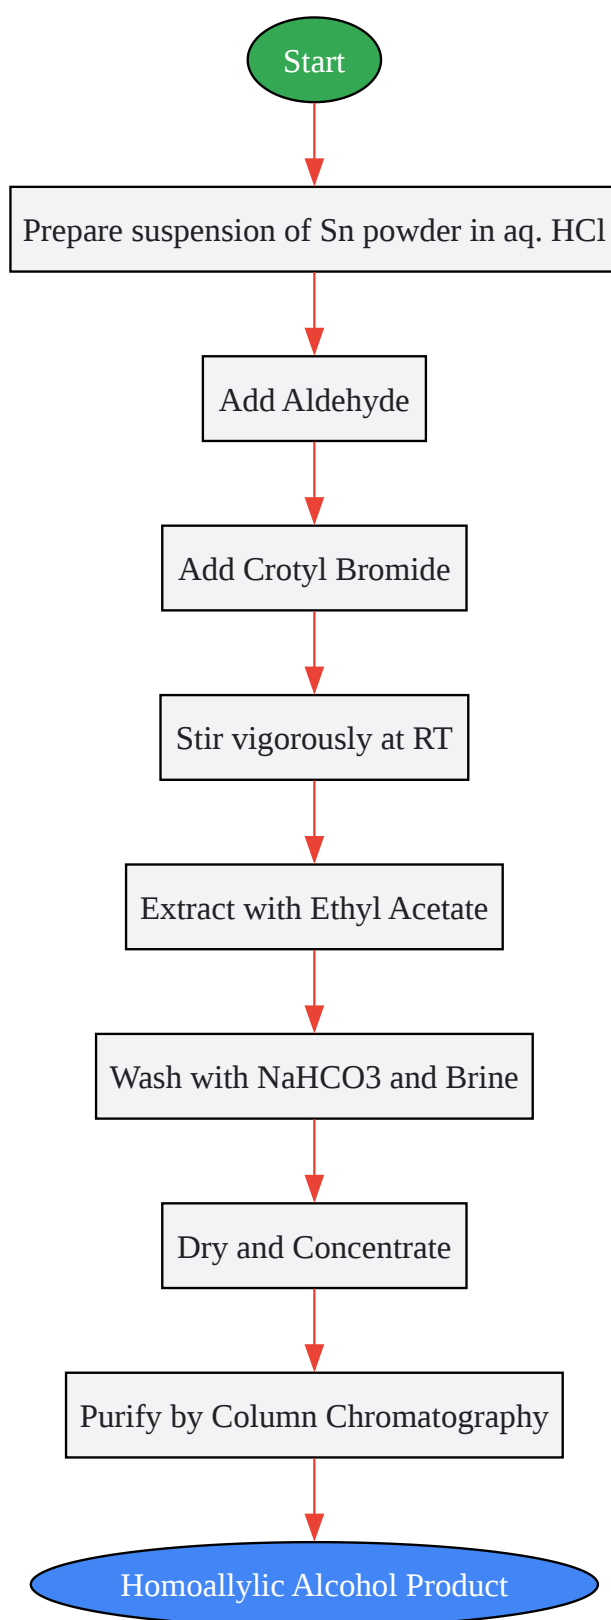 Start
Prepare suspension of Sn powder in aq. HCl
Add Aldehyde
Add Crotyl Bromide
Stir vigorously at RT
Extract with Ethyl Acetate
Wash with NaHCO3 and Brine
Dry and Concentrate
Purify by Column Chromatography
Homoallylic Alcohol Product